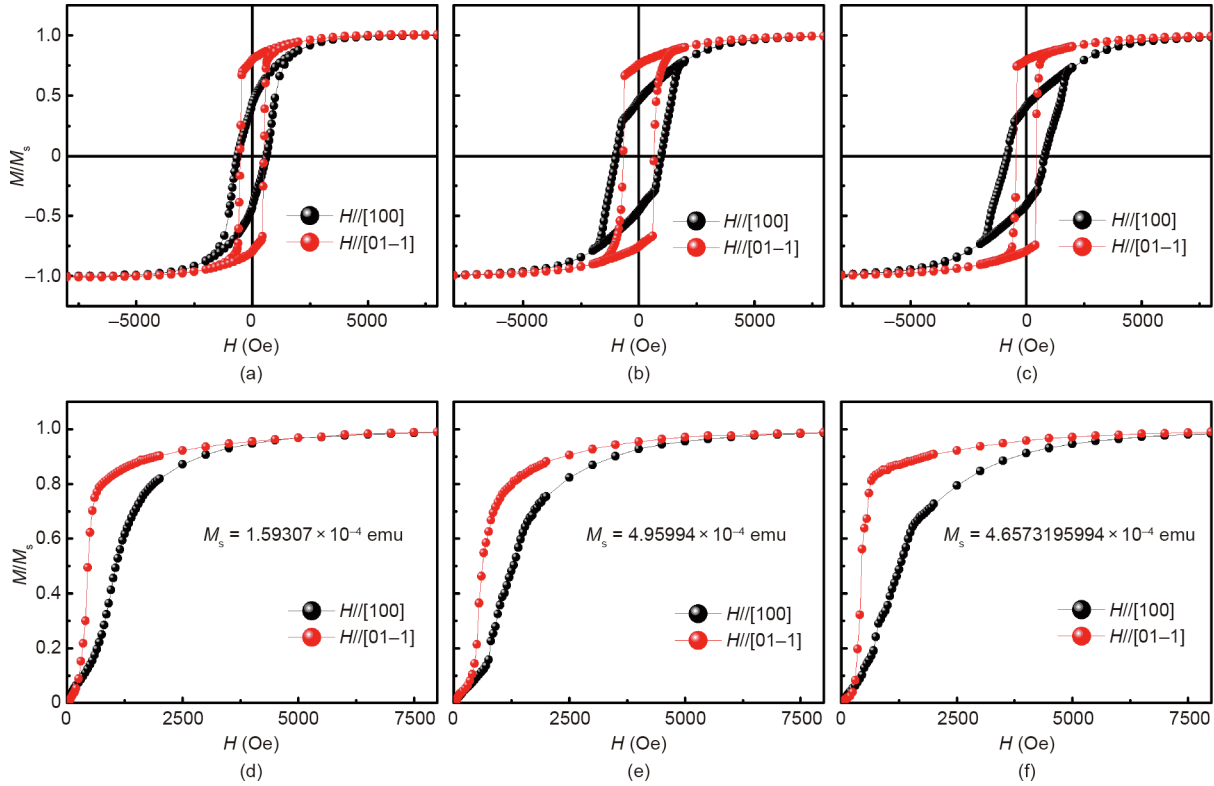 1.0
0.5
0
–0.5
–1.0
M/Ms
H//[100]
H//[01–1]
–5000 0 5000
H (Oe)
(a)
H//[100]
H//[01–1]
–5000 0 5000
H (Oe)
(b)
H//[100]
H//[01–1]
–5000 0 5000
H (Oe)
(c)
1.0
0.8
0.6
0.4
0.2
0
M/Ms
Ms = 1.59307 × 10–4 emu
H//[100]
H//[01–1]
0 2500 5000 7500
H (Oe)
(d)
Ms = 4.95994 × 10–4 emu
H//[100]
H//[01–1]
0 2500 5000 7500
H (Oe)
(e)
Ms = 4.6573195994 × 10–4 emu
H//[100]
H//[01–1]
0 2500 5000 7500
H (Oe)
(f)